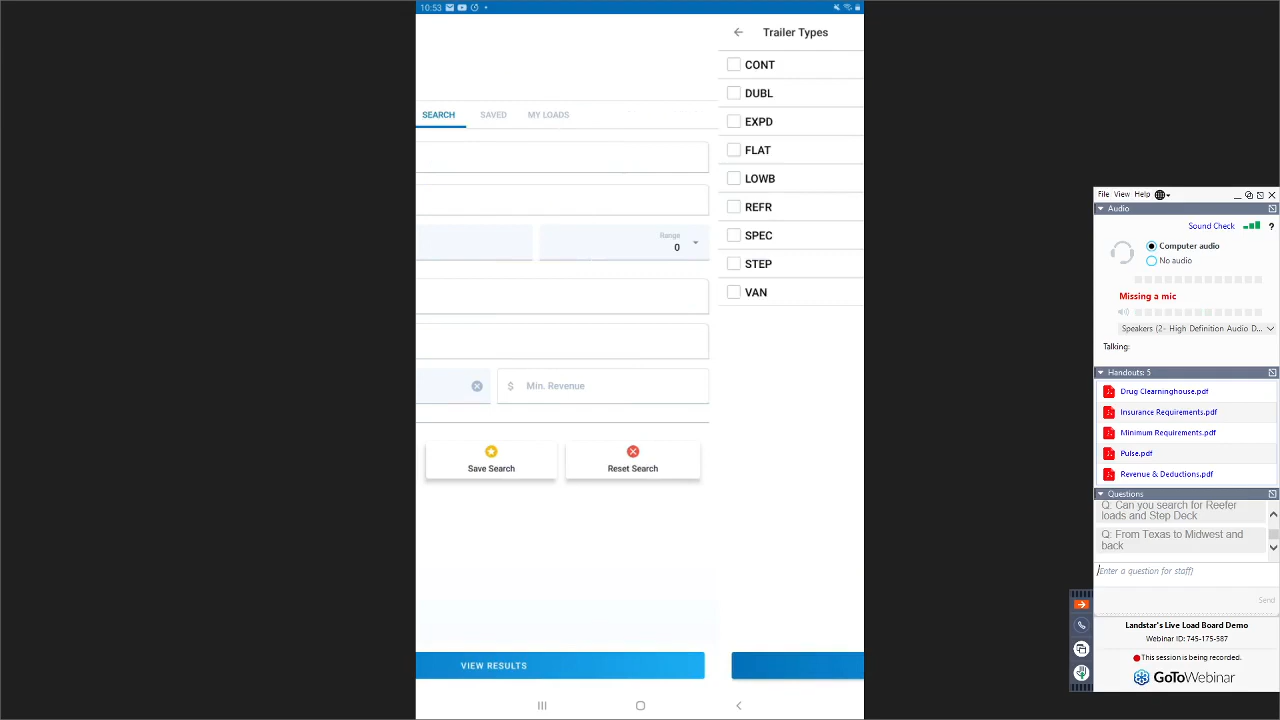 10:53
Trailer Types
SEARCH SAVED MY LOADS
Range
0
Min. Revenue
Save Search
Reset Search
VIEW RESULTS
CONT
DUBL
EXPD
FLAT
LOWB
REFR
SPEC
STEP
VAN
File View Help
Audio
Sound Check ?
Computer audio
No audio
Missing a mic
Speakers (2- High Definition Audio D...
Talking:
Handouts: 5
Drug Clearninghouse.pdf
Insurance Requirements.pdf
Minimum Requirements.pdf
Pulse.pdf
Revenue & Deductions.pdf
Questions
Q: Can you search for Reefer
loads and Step Deck
Q: From Texas to Midwest and
back
[Enter a question for staff]
Send
Landstar's Live Load Board Demo
Webinar ID: 745-175-587
This session is being recorded.
GoToWebinar